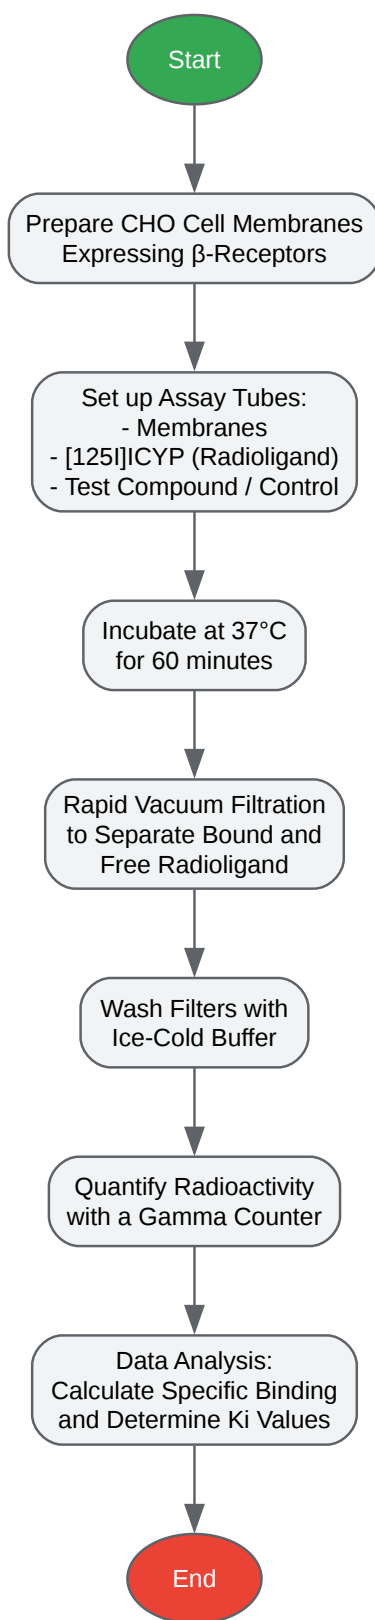 Start
Prepare CHO Cell Membranes
Expressing β-Receptors
Set up Assay Tubes:
- Membranes
- [125I]ICYP (Radioligand)
- Test Compound / Control
Incubate at 37°C
for 60 minutes
Rapid Vacuum Filtration
to Separate Bound and
Free Radioligand
Wash Filters with
Ice-Cold Buffer
Quantify Radioactivity
with a Gamma Counter
Data Analysis:
Calculate Specific Binding
and Determine Ki Values
End